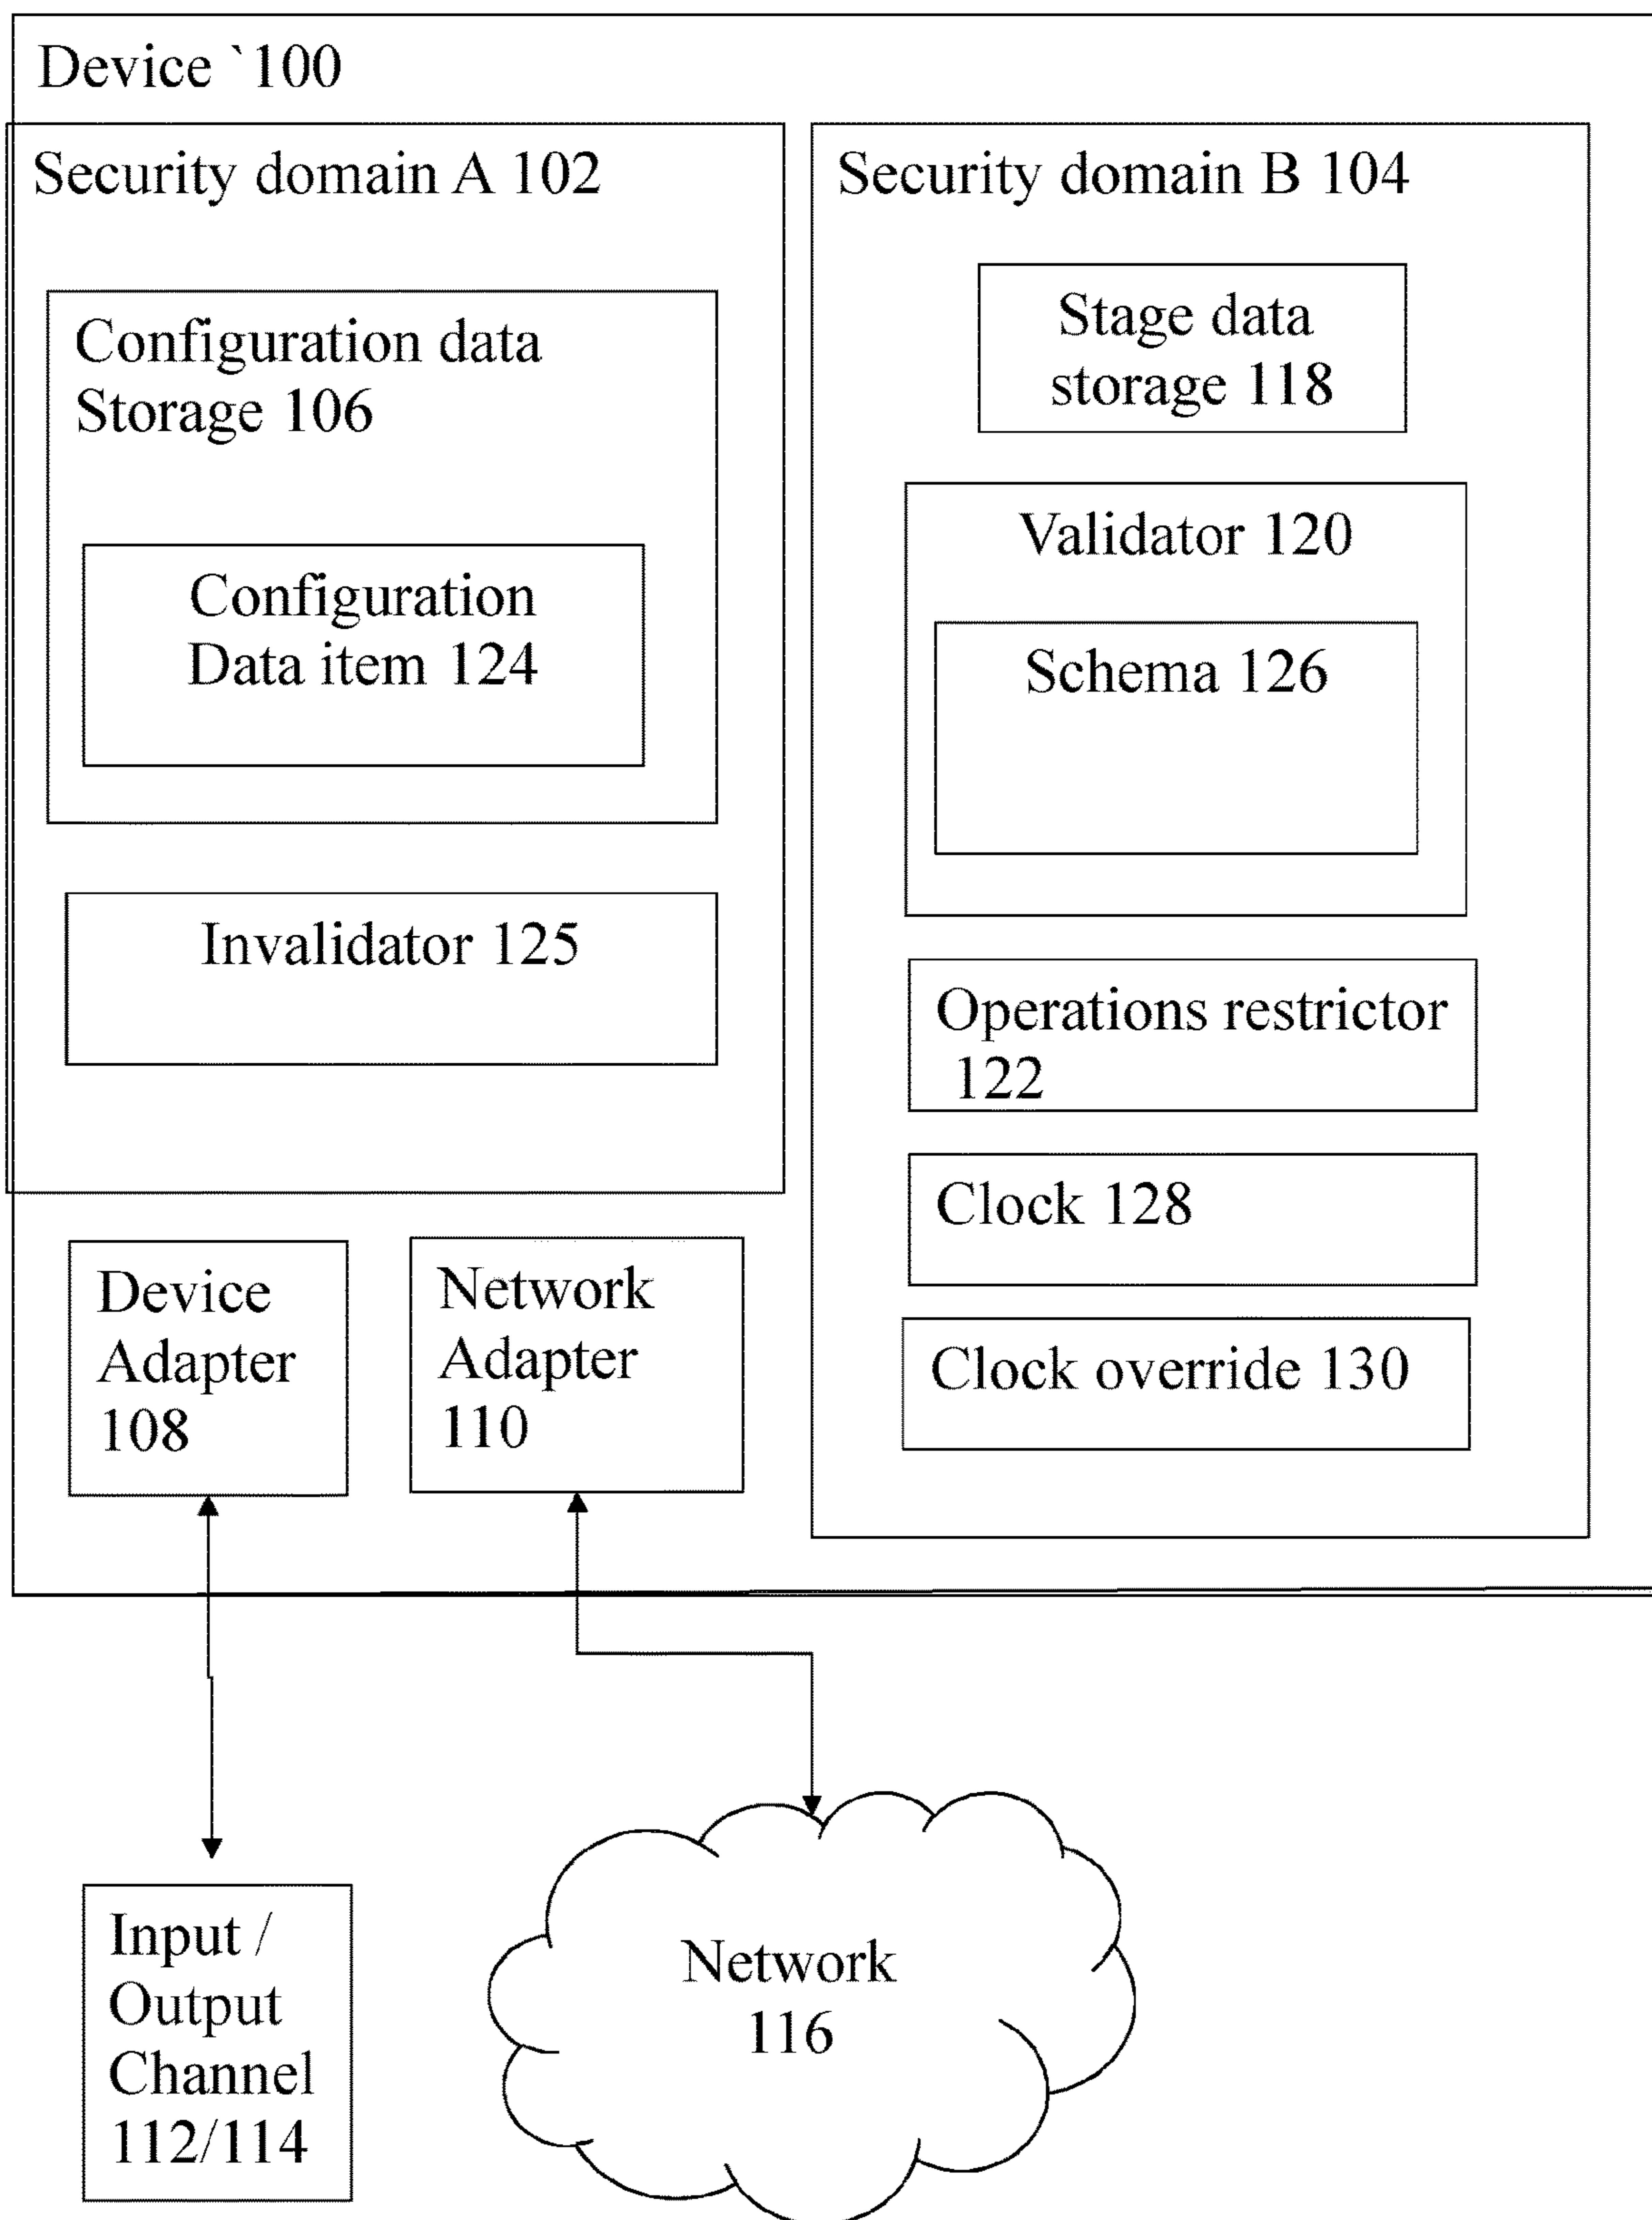 Device `100
Security domain A 102
Configuration data
Storage 106
Configuration
Data item 124
Invalidator 125
Device
Adapter
108
Network
Adapter
110
Security domain B 104
Stage data
storage 118
Validator 120
Schema 126
Operations restrictor
122
Clock 128
Clock override 130
Input /
Output
Channel
112/114
Network
116